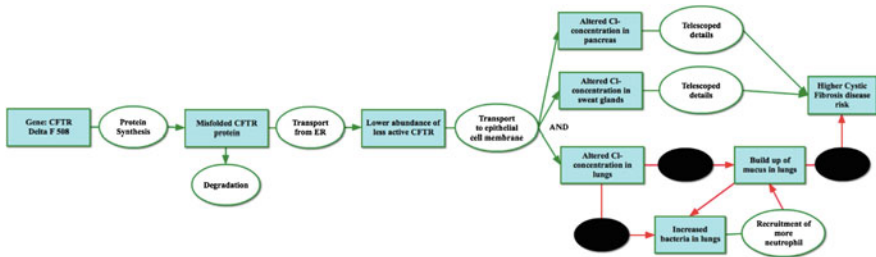 Gene: CFTR
Delta F 508
Protein
Synthesis
Misfolded CFTR
protein
Degradation
Transport
from ER
Lower abundance of
less active CFTR
Transport
to epithelial
cell membrane
AND
Altered Cl-
concentration in
pancreas
Telescoped
details
Altered Cl-
concentration in
sweat glands
Telescoped
details
Higher Cystic
Fibrosis disease
risk
Altered Cl-
concentration in
lungs
Build up of
mucus in lungs
Increased
bacteria in lungs
Recruitment of
more
neutrophil